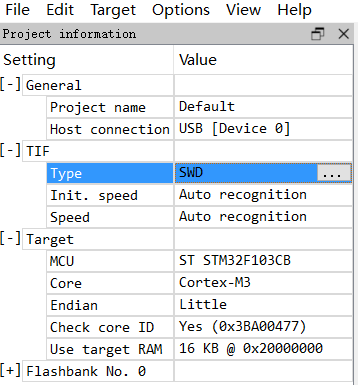 File Edit Target Options View Help
Project information
Setting Value
[-] General
Project name Default
Host connection USB [Device 0]
[-] TIF
Type SWD ...
Init. speed Auto recognition
Speed Auto recognition
[-] Target
MCU ST STM32F103CB
Core Cortex-M3
Endian Little
Check core ID Yes (0x3BA00477)
Use target RAM 16 KB @ 0x20000000
[+] Flashbank No. 0